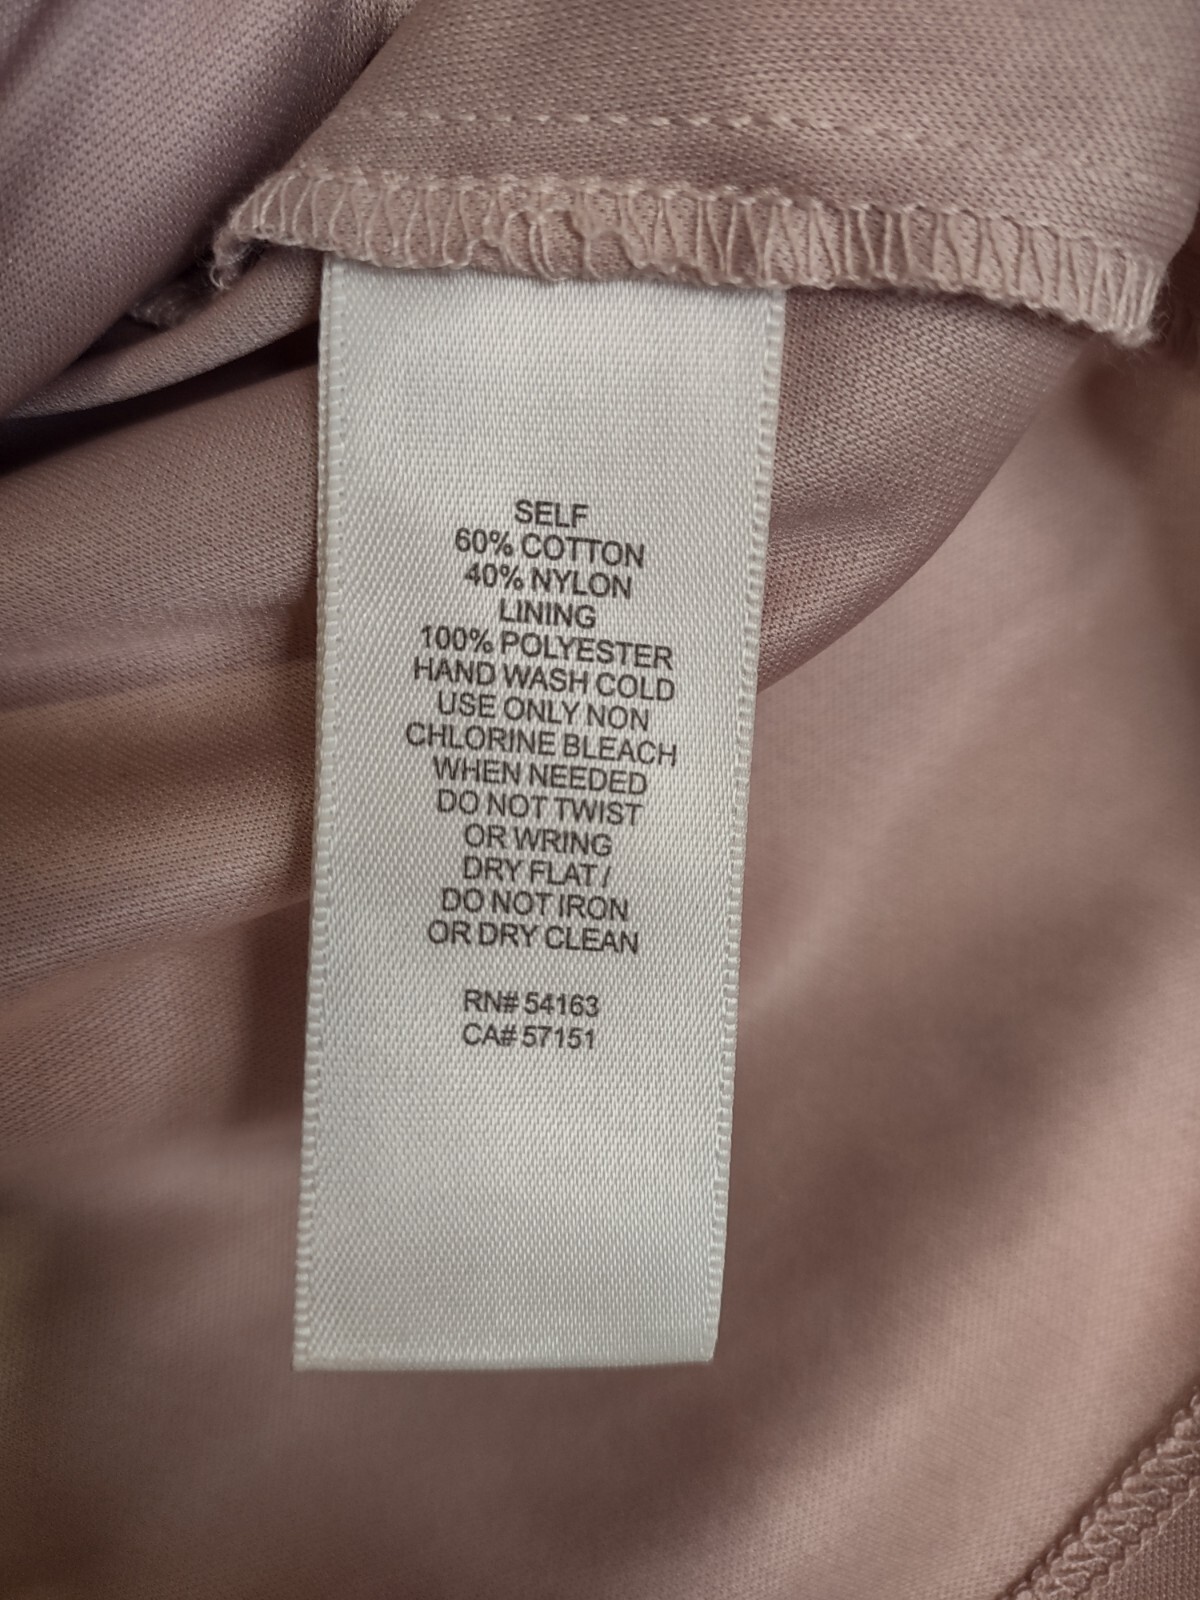 SELF
60% COTTON
40% NYLON
LINING
100% POLYESTER
HAND WASH COLD
USE ONLY NON
CHLORINE BLEACH
WHEN NEEDED
DO NOT TWIST
OR WRING
DRY FLAT /
DO NOT IRON
OR DRY CLEAN
RN# 54163
CA# 57151